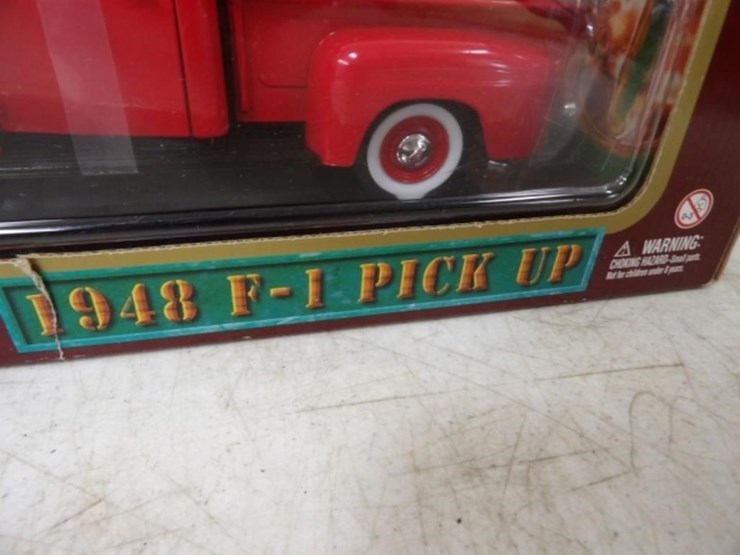 1948 F-1 PICK UP
WARNING:
CHOKING HAZARD-Small parts.
Not for children under 8 years.